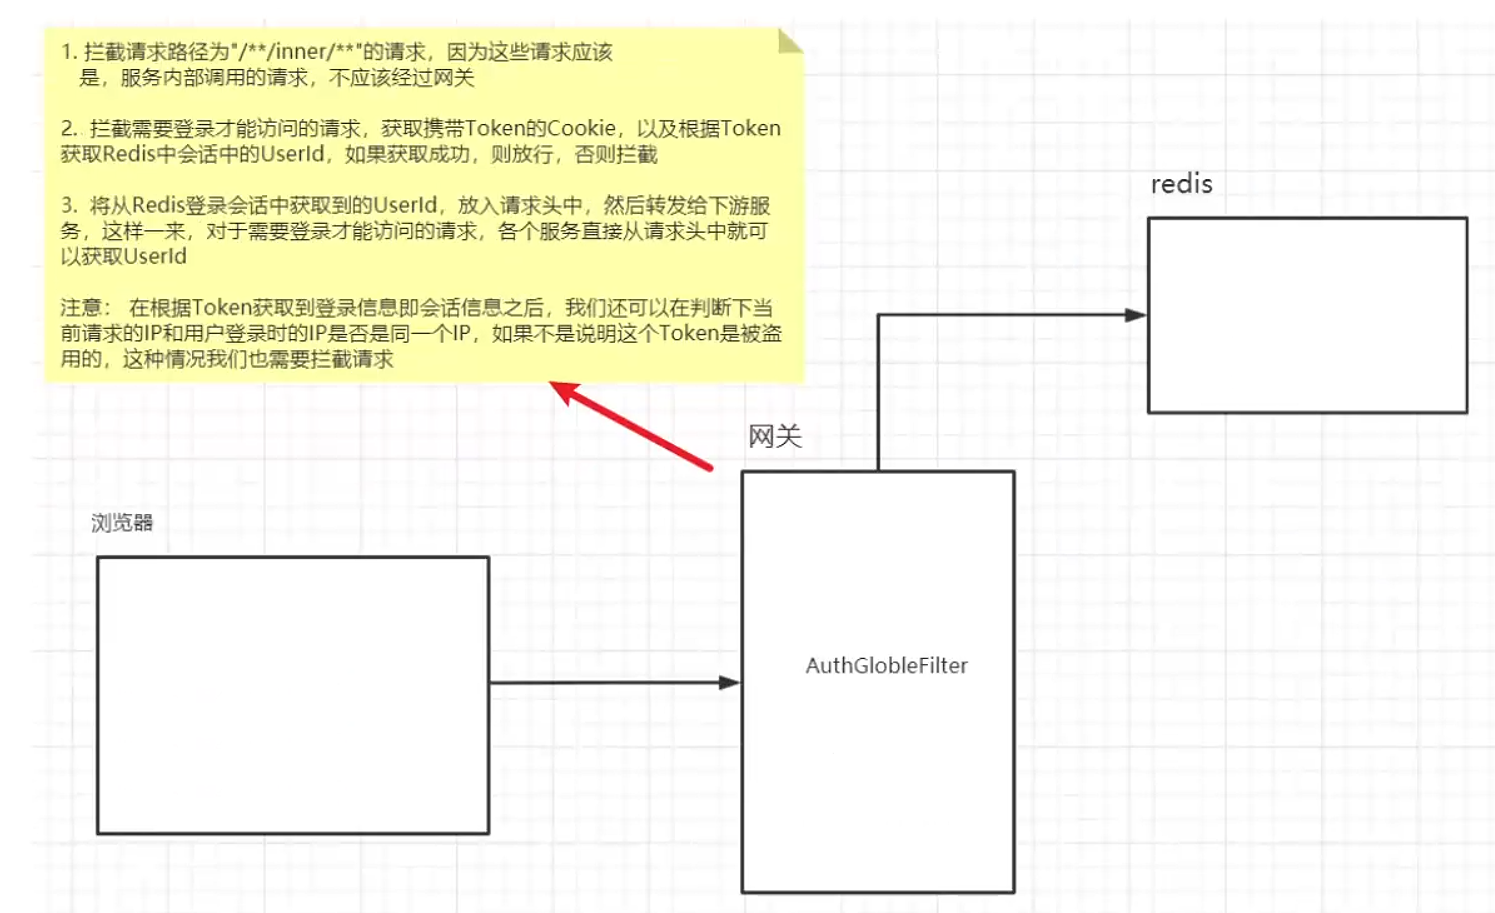 1. 拦截请求路径为"/**/inner/**"的请求，因为这些请求应该
是，服务内部调用的请求，不应该经过网关
2. 拦截需要登录才能访问的请求，获取携带Token的Cookie，以及根据Token
获取Redis中会话中的UserId，如果获取成功，则放行，否则拦截
3. 将从Redis登录会话中获取到的UserId，放入请求头中，然后转发给下游服
务，这样一来，对于需要登录才能访问的请求，各个服务直接从请求头中就可
以获取UserId
注意： 在根据Token获取到登录信息即会话信息之后，我们还可以在判断下当
前请求的IP和用户登录时的IP是否是同一个IP，如果不是说明这个Token是被盗
用的，这种情况我们也需要拦截请求
redis
网关
浏览器
AuthGlobleFilter